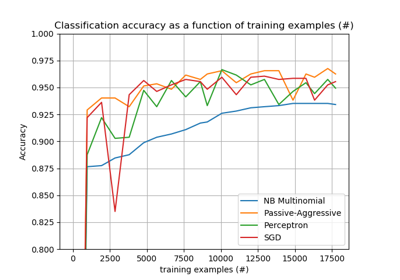 Classification accuracy as a function of training examples (#)
1.000
0.975
0.950
0.925
0.900
0.875
0.850
0.825
0.800
Accuracy
NB Multinomial
Passive-Aggressive
Perceptron
SGD
0 2500 5000 7500 10000 12500 15000 17500
training examples (#)